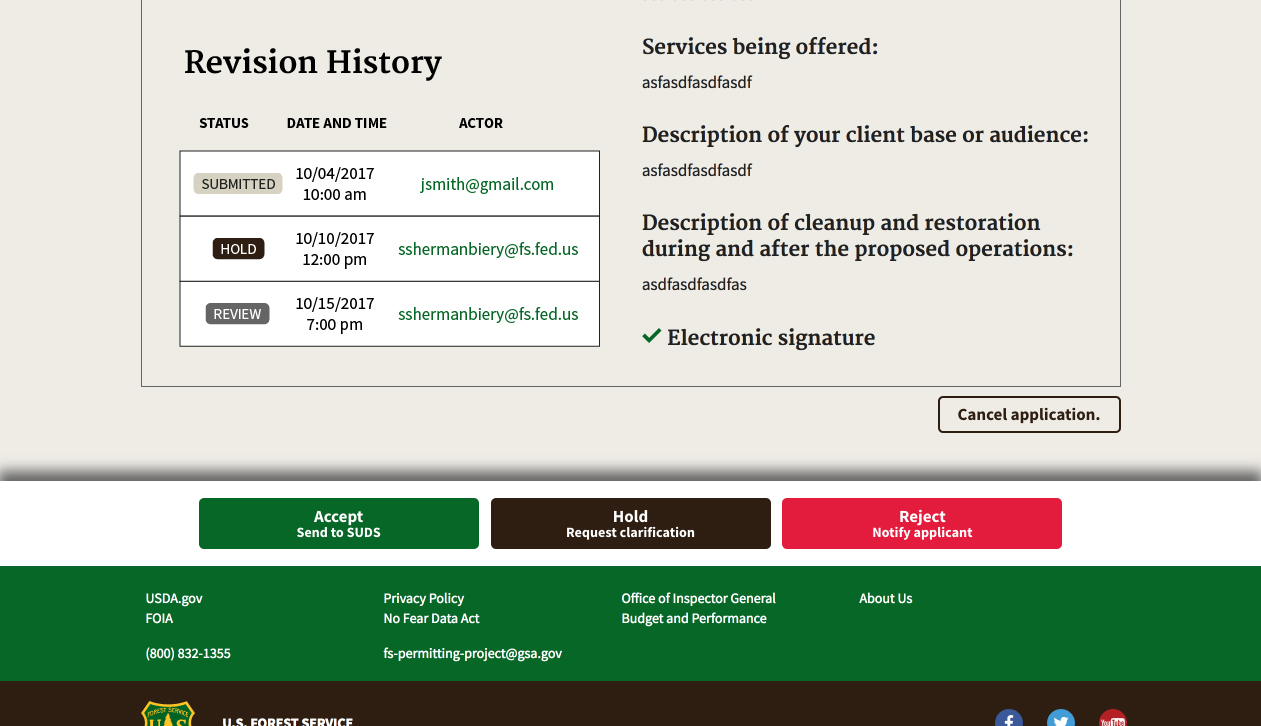 Revision History
STATUS DATE AND TIME ACTOR
SUBMITTED 10/04/2017 10:00 am jsmith@gmail.com
HOLD 10/10/2017 12:00 pm sshermanbiery@fs.fed.us
REVIEW 10/15/2017 7:00 pm sshermanbiery@fs.fed.us
Services being offered:
asfasdfasdfasdf
Description of your client base or audience:
asfasdfasdfasdf
Description of cleanup and restoration
during and after the proposed operations:
asdfasdfasdfas
Electronic signature
Cancel application.
Accept
Send to SUDS
Hold
Request clarification
Reject
Notify applicant
USDA.gov
FOIA
(800) 832-1355
Privacy Policy
No Fear Data Act
fs-permitting-project@gsa.gov
Office of Inspector General
Budget and Performance
About Us
FOREST SERVICE
U S
U.S. FOREST SERVICE
YouTube